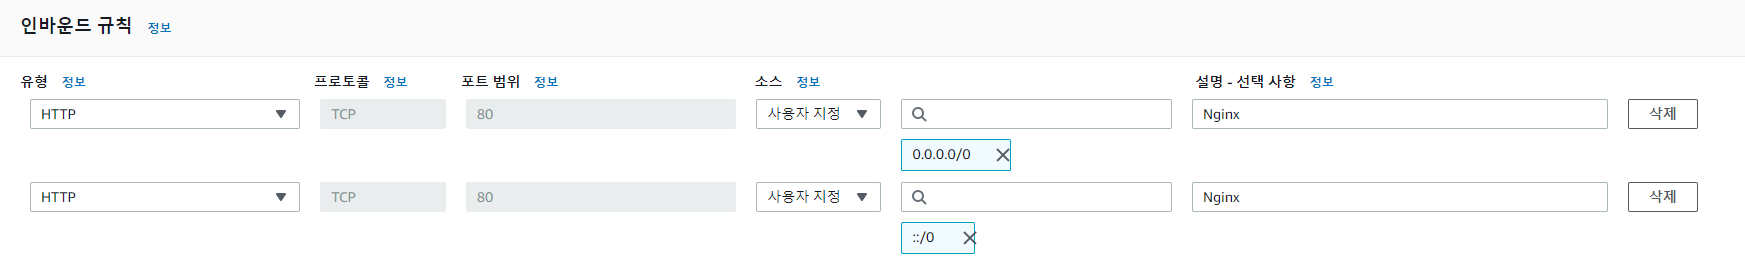 인바운드 규칙 정보
유형 정보 프로토콜 정보 포트 범위 정보 소스 정보 설명 - 선택 사항 정보
HTTP TCP 80 사용자 지정 Nginx 삭제
0.0.0.0/0
HTTP TCP 80 사용자 지정 Nginx 삭제
::/0